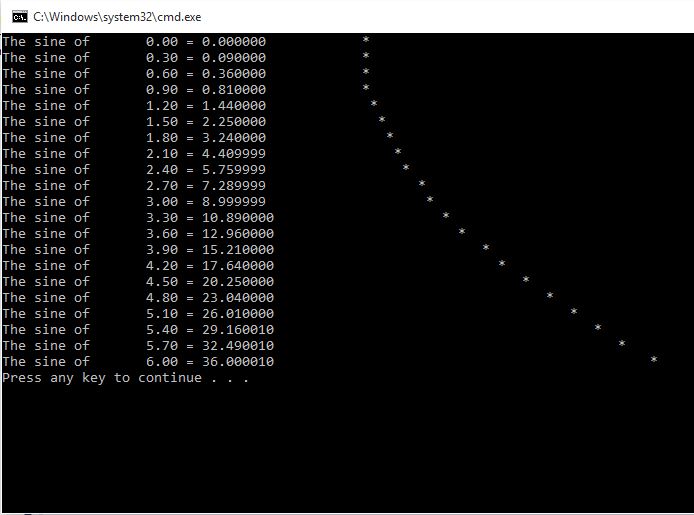 C:\Windows\system32\cmd.exe
The sine of       0.00 = 0.000000            *
The sine of       0.30 = 0.090000            *
The sine of       0.60 = 0.360000            *
The sine of       0.90 = 0.810000            *
The sine of       1.20 = 1.440000             *
The sine of       1.50 = 2.250000              *
The sine of       1.80 = 3.240000               *
The sine of       2.10 = 4.409999                *
The sine of       2.40 = 5.759999                 *
The sine of       2.70 = 7.289999                   *
The sine of       3.00 = 8.999999                    *
The sine of       3.30 = 10.890000                     *
The sine of       3.60 = 12.960000                       *
The sine of       3.90 = 15.210000                          *
The sine of       4.20 = 17.640000                            *
The sine of       4.50 = 20.250000                               *
The sine of       4.80 = 23.040000                                  *
The sine of       5.10 = 26.010000                                     *
The sine of       5.40 = 29.160010                                        *
The sine of       5.70 = 32.490010                                           *
The sine of       6.00 = 36.000010                                               *
Press any key to continue . . .